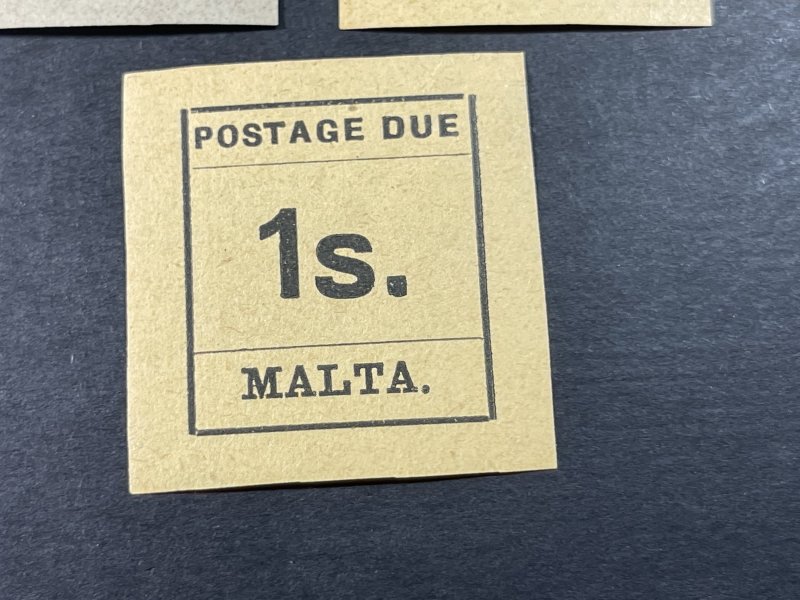 POSTAGE DUE
1s.
MALTA.